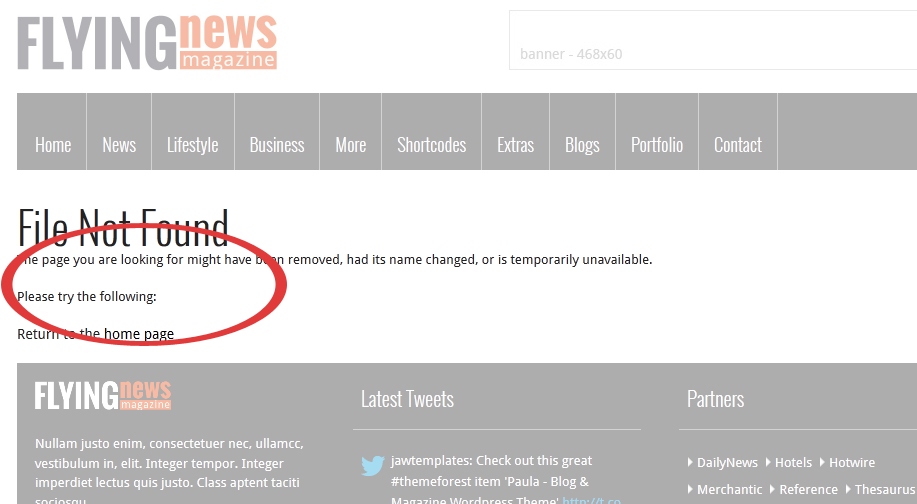 FLYING news
magazine
banner - 468x60
Home News Lifestyle Business More Shortcodes Extras Blogs Portfolio Contact
File Not Found
The page you are looking for might have been removed, had its name changed, or is temporarily unavailable.
Please try the following:
Return to the home page
FLYING news
magazine
Nullam justo enim, consectetuer nec, ullamcc,
vestibulum in, elit. Integer tempor. Integer
imperdiet lectus quis justo. Class aptent taciti
sociosqu
Latest Tweets
jawtemplates: Check out this great
#themeforest item 'Paula - Blog &
Magazine Wordpress Theme' http://t.co
Partners
DailyNews Hotels Hotwire
Merchantic Reference Thesaurus